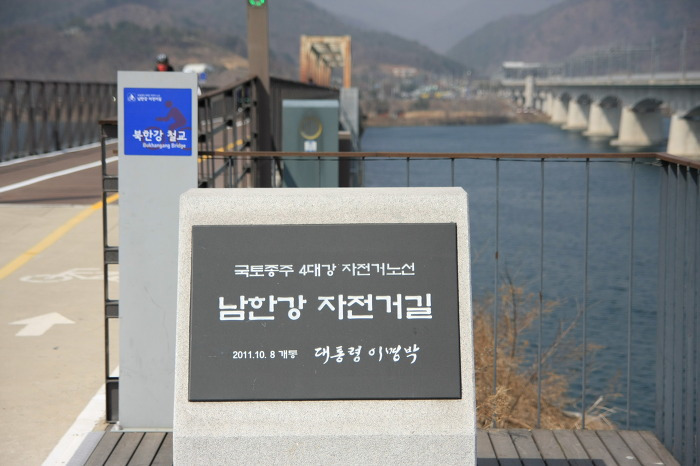 북한강 철교
Bukhangang Bridge
국토종주 4대강 자전거노선
남한강 자전거길
2011.10. 8 개통 대통령 이명박